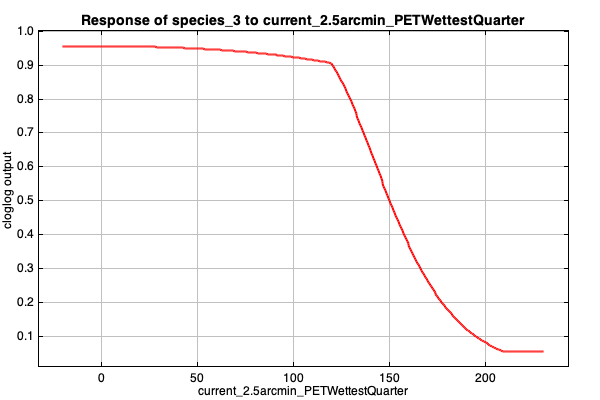 Response of species_3 to current_2.5arcmin_PETWettestQuarter
1.0
0.9
0.8
0.7
0.6
0.5
0.4
0.3
0.2
0.1
cloglog output
0 50 100 150 200
current_2.5arcmin_PETWettestQuarter